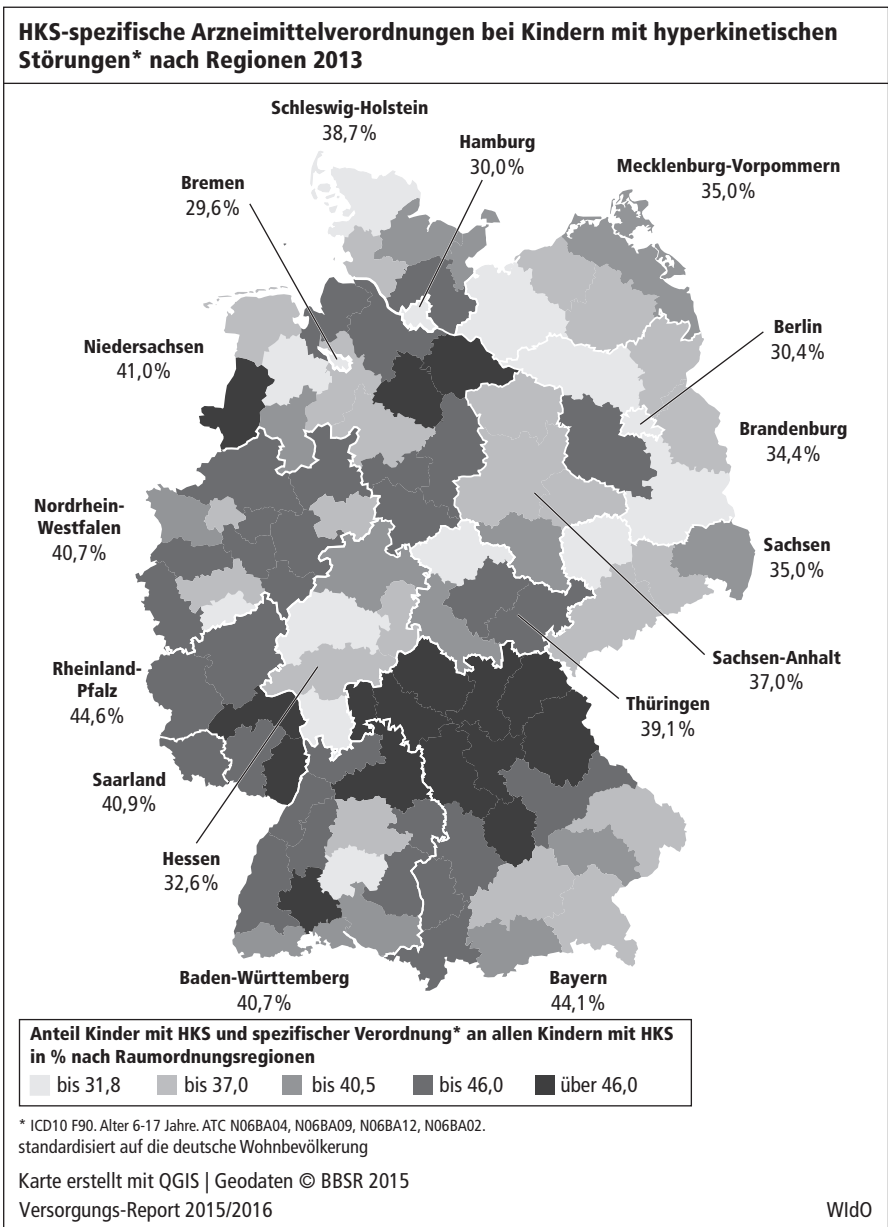 HKS-spezifische Arzneimittelverordnungen bei Kindern mit hyperkinetischen
Störungen* nach Regionen 2013
Schleswig-Holstein
38,7%
Hamburg
30,0%
Mecklenburg-Vorpommern
35,0%
Bremen
29,6%
Berlin
30,4%
Niedersachsen
41,0%
Brandenburg
34,4%
Nordrhein-
Westfalen
40,7%
Sachsen
35,0%
Sachsen-Anhalt
37,0%
Rheinland-
Pfalz
44,6%
Thüringen
39,1%
Saarland
40,9%
Hessen
32,6%
Baden-Württemberg
40,7%
Bayern
44,1%
Anteil Kinder mit HKS und spezifischer Verordnung* an allen Kindern mit HKS
in % nach Raumordnungsregionen
bis 31,8 bis 37,0 bis 40,5 bis 46,0 über 46,0
* ICD10 F90. Alter 6-17 Jahre. ATC N06BA04, N06BA09, N06BA12, N06BA02.
standardisiert auf die deutsche Wohnbevölkerung
Karte erstellt mit QGIS | Geodaten © BBSR 2015
Versorgungs-Report 2015/2016 WIdO